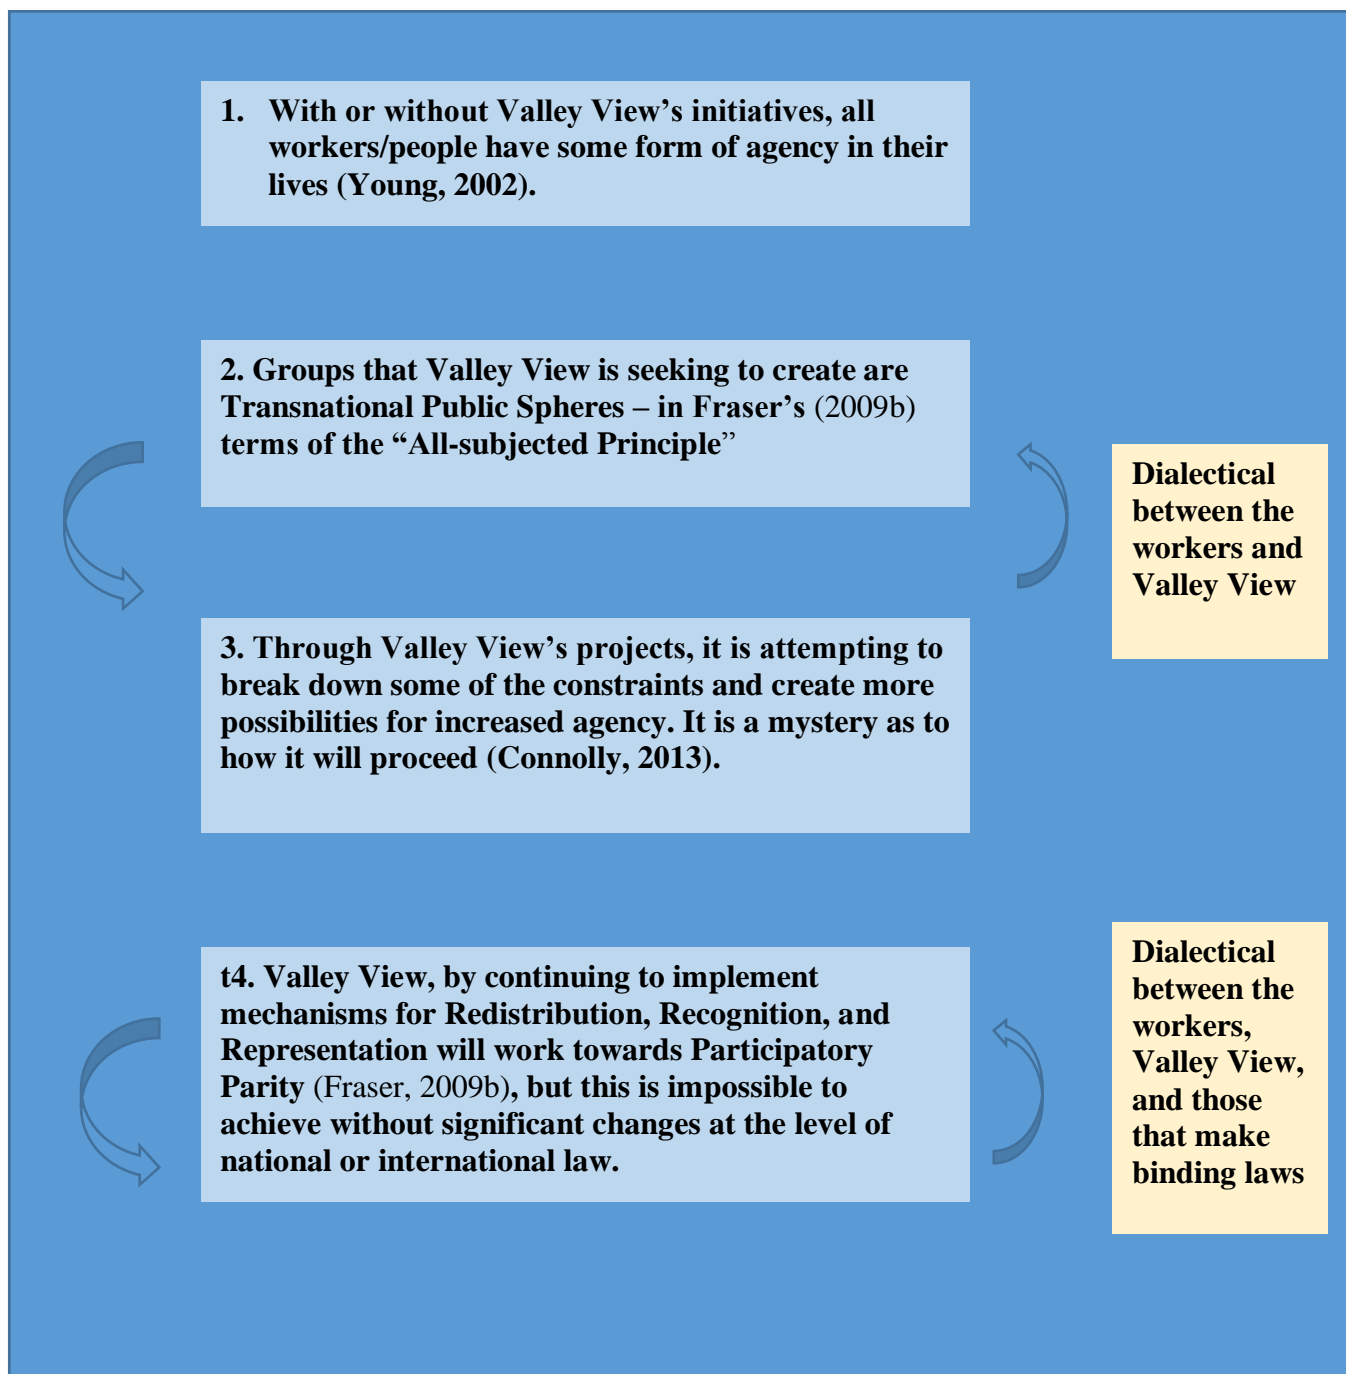 1. With or without Valley View’s initiatives, all
workers/people have some form of agency in their
lives (Young, 2002).
2. Groups that Valley View is seeking to create are
Transnational Public Spheres – in Fraser’s (2009b)
terms of the “All-subjected Principle”
Dialectical
between the
workers and
Valley View
3. Through Valley View’s projects, it is attempting to
break down some of the constraints and create more
possibilities for increased agency. It is a mystery as to
how it will proceed (Connolly, 2013).
t4. Valley View, by continuing to implement
mechanisms for Redistribution, Recognition, and
Representation will work towards Participatory
Parity (Fraser, 2009b), but this is impossible to
achieve without significant changes at the level of
national or international law.
Dialectical
between the
workers,
Valley View,
and those
that make
binding laws